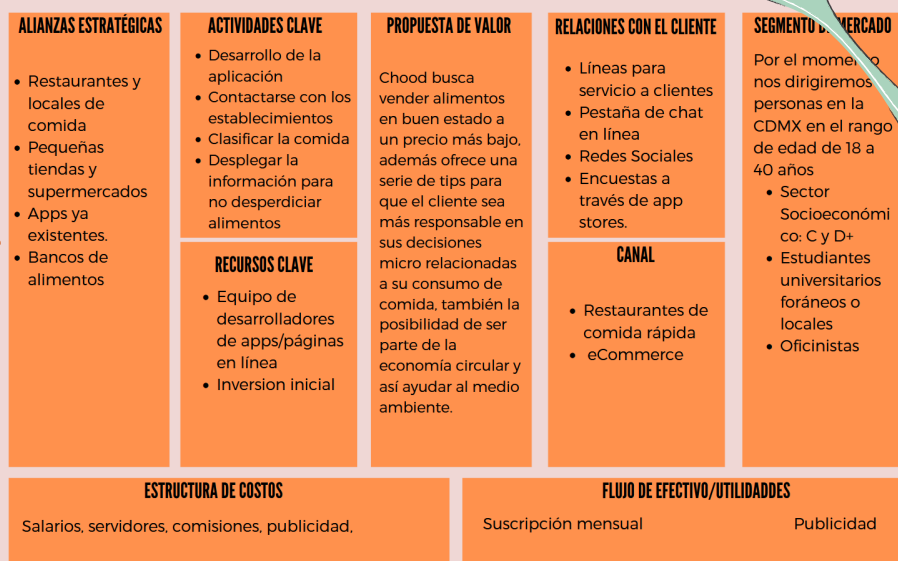 ALIANZAS ESTRATÉGICAS
• Restaurantes y
locales de
comida
• Pequeñas
tiendas y
supermercados
• Apps ya
existentes.
• Bancos de
alimentos
ACTIVIDADES CLAVE
• Desarrollo de la
aplicación
• Contactarse con los
establecimientos
• Clasificar la comida
• Desplegar la
información para
no desperdiciar
alimentos
RECURSOS CLAVE
• Equipo de
desarrolladores
de apps/páginas
en línea
• Inversion inicial
PROPUESTA DE VALOR
Chood busca
vender alimentos
en buen estado a
un precio más bajo,
además ofrece una
serie de tips para
que el cliente sea
más responsable en
sus decisiones
micro relacionadas
a su consumo de
comida, también la
posibilidad de ser
parte de la
economía circular y
así ayudar al medio
ambiente.
RELACIONES CON EL CLIENTE
• Líneas para
servicio a clientes
• Pestaña de chat
en línea
• Redes Sociales
• Encuestas a
través de app
stores.
CANAL
• Restaurantes de
comida rápida
• eCommerce
SEGMENTO DE MERCADO
Por el momento
nos dirigiremos
personas en la
CDMX en el rango
de edad de 18 a
40 años
• Sector
Socioeconómi
co: C y D+
• Estudiantes
universitarios
foráneos o
locales
• Oficinistas
ESTRUCTURA DE COSTOS
Salarios, servidores, comisiones, publicidad,
FLUJO DE EFECTIVO/UTILIDADDES
Suscripción mensual Publicidad